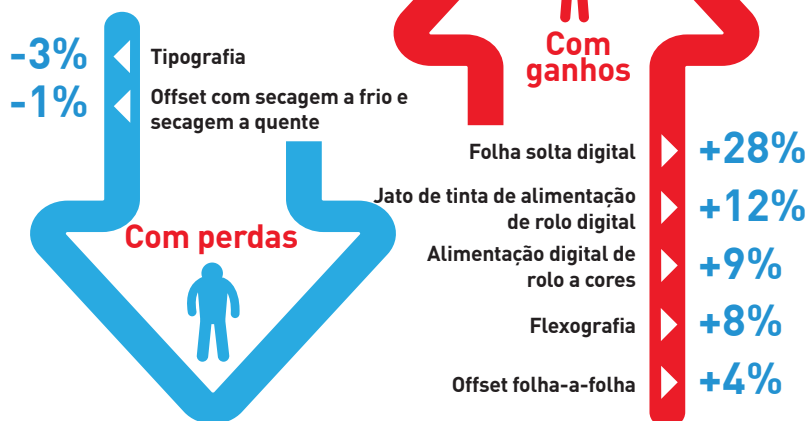 -3%
Tipografia
-1%
Offset com secagem a frio e
secagem a quente
Com perdas
Com
ganhos
Folha solta digital
+28%
Jato de tinta de alimentação
de rolo digital
+12%
Alimentação digital de
rolo a cores
+9%
Flexografia
+8%
Offset folha-a-folha
+4%